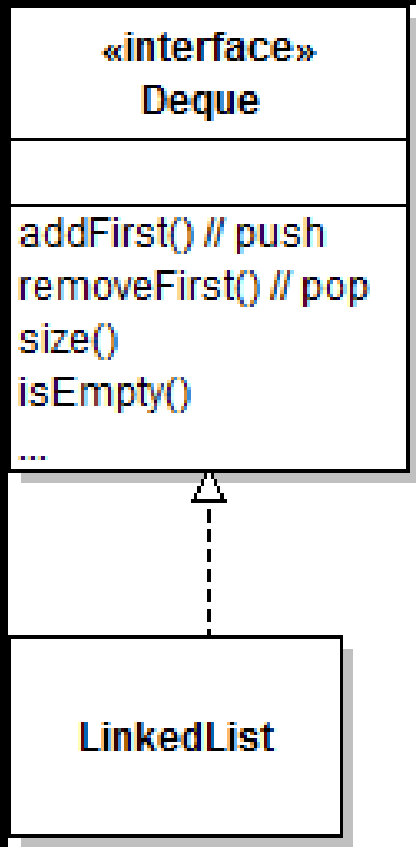 «interface»
Deque
addFirst() // push
removeFirst() // pop
size()
isEmpty()
...
LinkedList